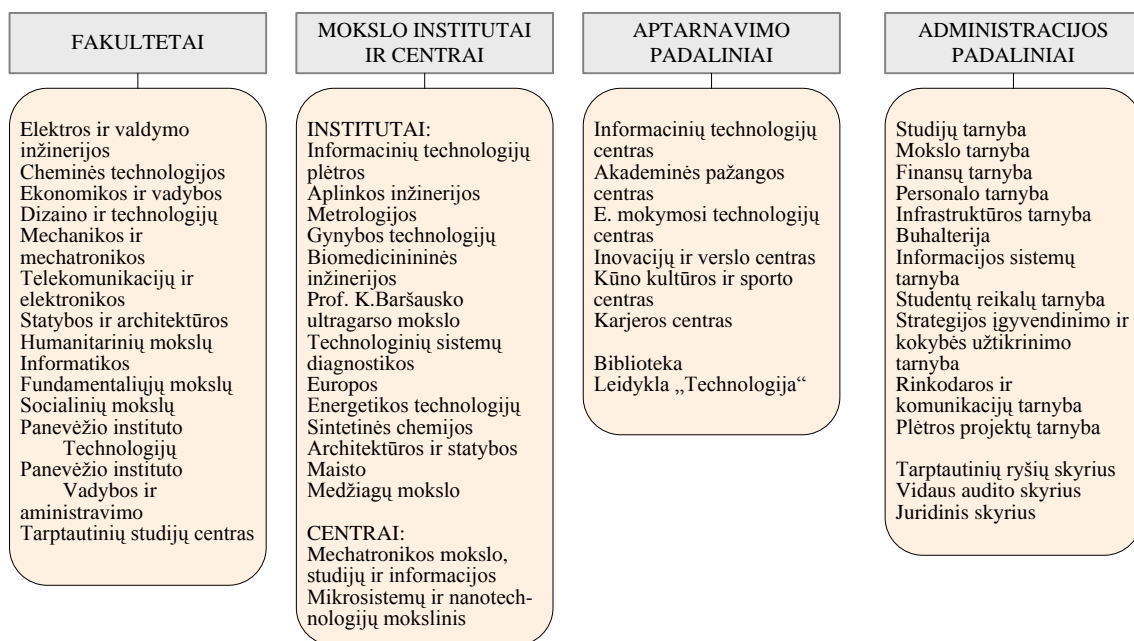 FAKULTETAI
Elektros ir valdymo
inžinerijos
Cheminės technologijos
Ekonomikos ir vadybos
Dizaino ir technologijų
Mechanikos ir
mechatronikos
Telekomunikacijų ir
elektronikos
Statybos ir architektūros
Humanitarinių mokslų
Informatikos
Fundamentaliųjų mokslų
Socialinių mokslų
Panevėžio instituto
Technologijų
Panevėžio instituto
Vadybos ir
aministravimo
Tarptautinių studijų centras
MOKSLO INSTITUTAI
IR CENTRAI
INSTITUTAI:
Informacinių technologijų
plėtros
Aplinkos inžinerijos
Metrologijos
Gynybos technologijų
Biomedicinininės
inžinerijos
Prof. K.Baršausko
ultragarso mokslo
Technologinių sistemų
diagnostikos
Europos
Energetikos technologijų
Sintetinės chemijos
Architektūros ir statybos
Maisto
Medžiagų mokslo
CENTRAI:
Mechatronikos mokslo,
studijų ir informacijos
Mikrosistemų ir nanotech-
nologijų mokslinis
APTARNAVIMO
PADALINIAI
Informacinių technologijų
centras
Akademinės pažangos
centras
E. mokymosi technologijų
centras
Inovacijų ir verslo centras
Kūno kultūros ir sporto
centras
Karjeros centras
Biblioteka
Leidykla „Technologija“
ADMINISTRACIJOS
PADALINIAI
Studijų tarnyba
Mokslo tarnyba
Finansų tarnyba
Personalo tarnyba
Infrastruktūros tarnyba
Buhalterija
Informacijos sistemų
tarnyba
Studentų reikalų tarnyba
Strategijos įgyvendinimo ir
kokybės užtikrinimo
tarnyba
Rinkodaros ir
komunikacijų tarnyba
Plėtros projektų tarnyba
Tarptautinių ryšių skyrius
Vidaus audito skyrius
Juridinis skyrius